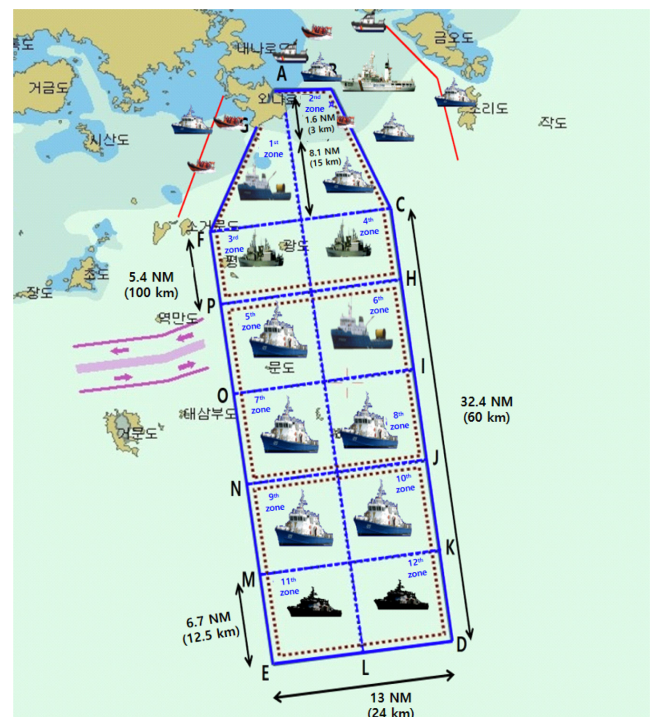 내나로도
금오도
A
B
거금도
외나로
2nd
zone
소리도
작도
1.6 NM
(3 km)
G
시산도
1st
zone
8.1 NM
(15 km)
C
소거문도
F
3rd
zone
4th
zone
광도
평
초도
5.4 NM
(100 km)
장도
H
P
역만도
5th
zone
6th
zone
문도
I
O
32.4 NM
(60 km)
7th
zone
8th
zone
대삼부도
거문도
J
N
9th
zone
10th
zone
K
M
11th
zone
12th
zone
6.7 NM
(12.5 km)
E
L
D
13 NM
(24 km)